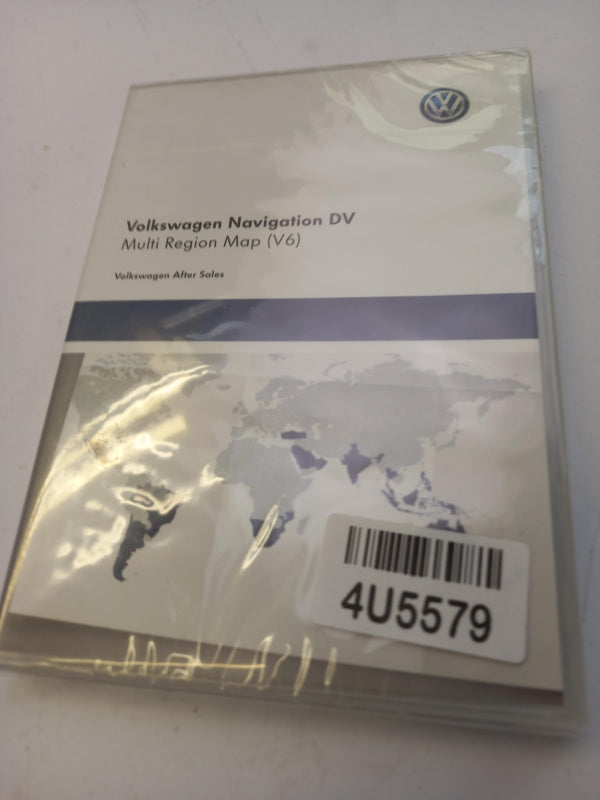 Volkswagen Navigation DV
Multi Region Map (V6)
Volkswagen After Sales
4U5579